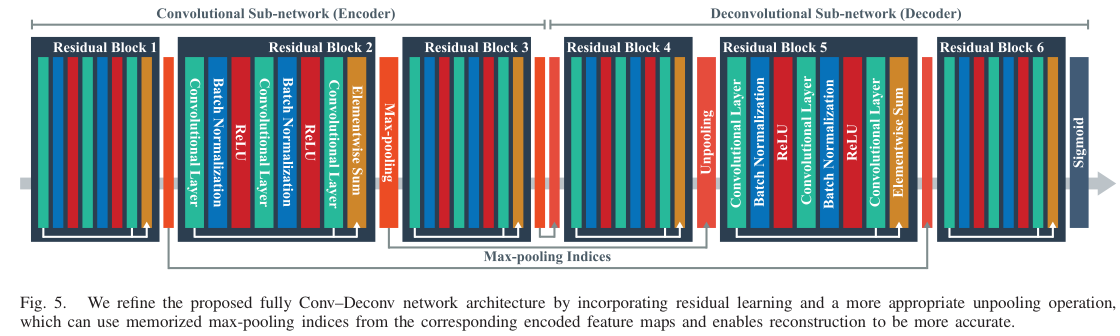 Convolutional Sub-network (Encoder)
Deconvolutional Sub-network (Decoder)
Residual Block 1
Residual Block 2
Residual Block 3
Residual Block 4
Residual Block 5
Residual Block 6
Convolutional Layer
Batch Normalization
ReLU
Convolutional Layer
Batch Normalization
ReLU
Convolutional Layer
Elementwise Sum
Max-pooling
Unpooling
Convolutional Layer
Batch Normalization
ReLU
Convolutional Layer
Batch Normalization
ReLU
Convolutional Layer
Elementwise Sum
Sigmoid
Max-pooling Indices
Fig. 5. We refine the proposed fully Conv–Deconv network architecture by incorporating residual learning and a more appropriate unpooling operation,
which can use memorized max-pooling indices from the corresponding encoded feature maps and enables reconstruction to be more accurate.